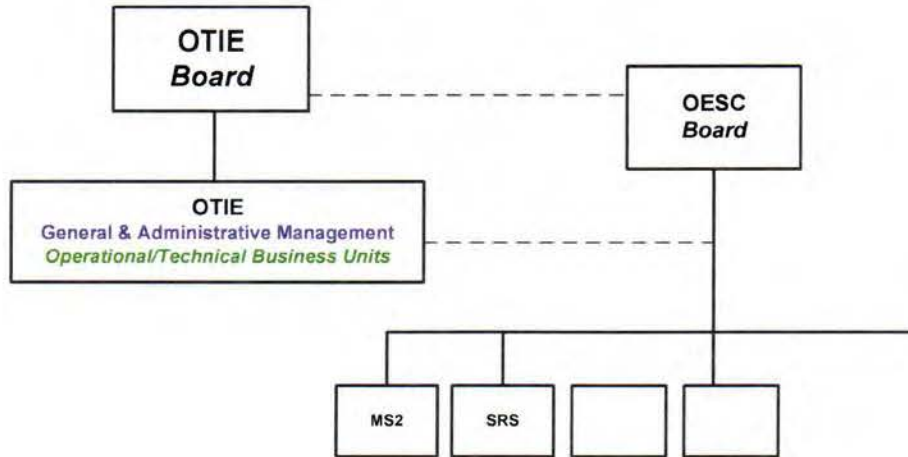 OTIE
Board
OESC
Board
OTIE
General & Administrative Management
Operational/Technical Business Units
MS2
SRS